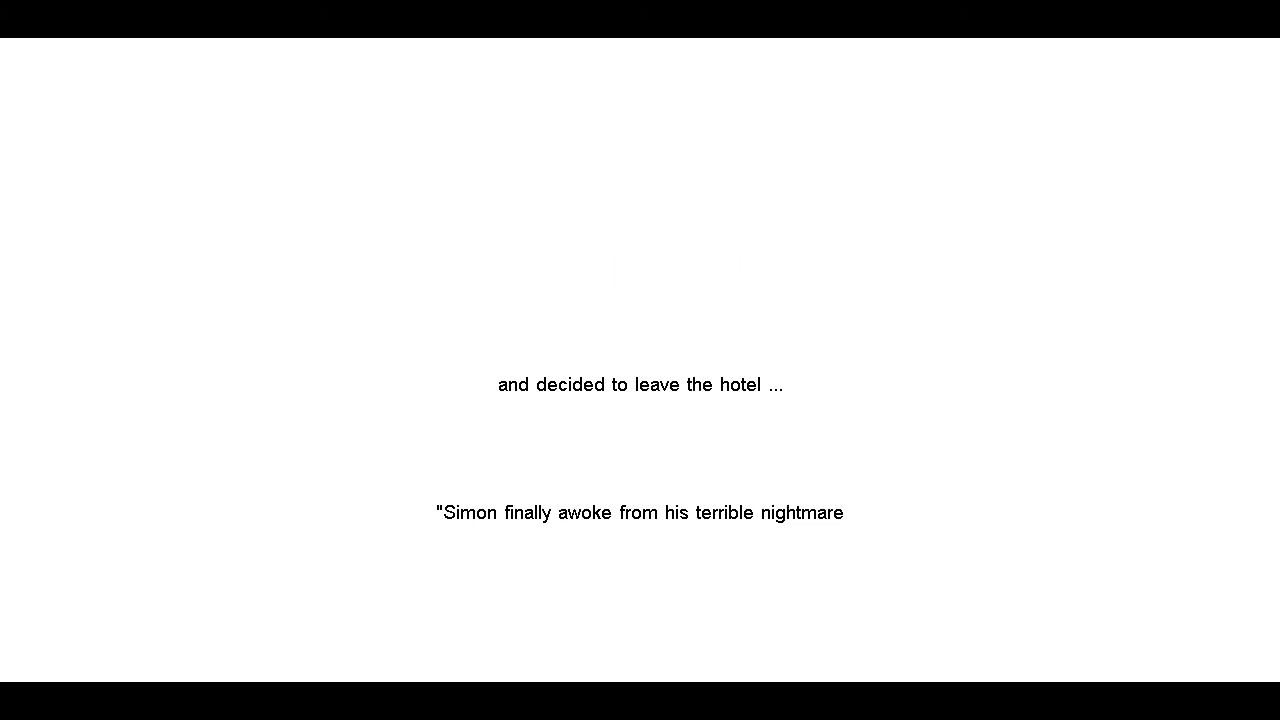 and decided to leave the hotel ...
"Simon finally awoke from his terrible nightmare